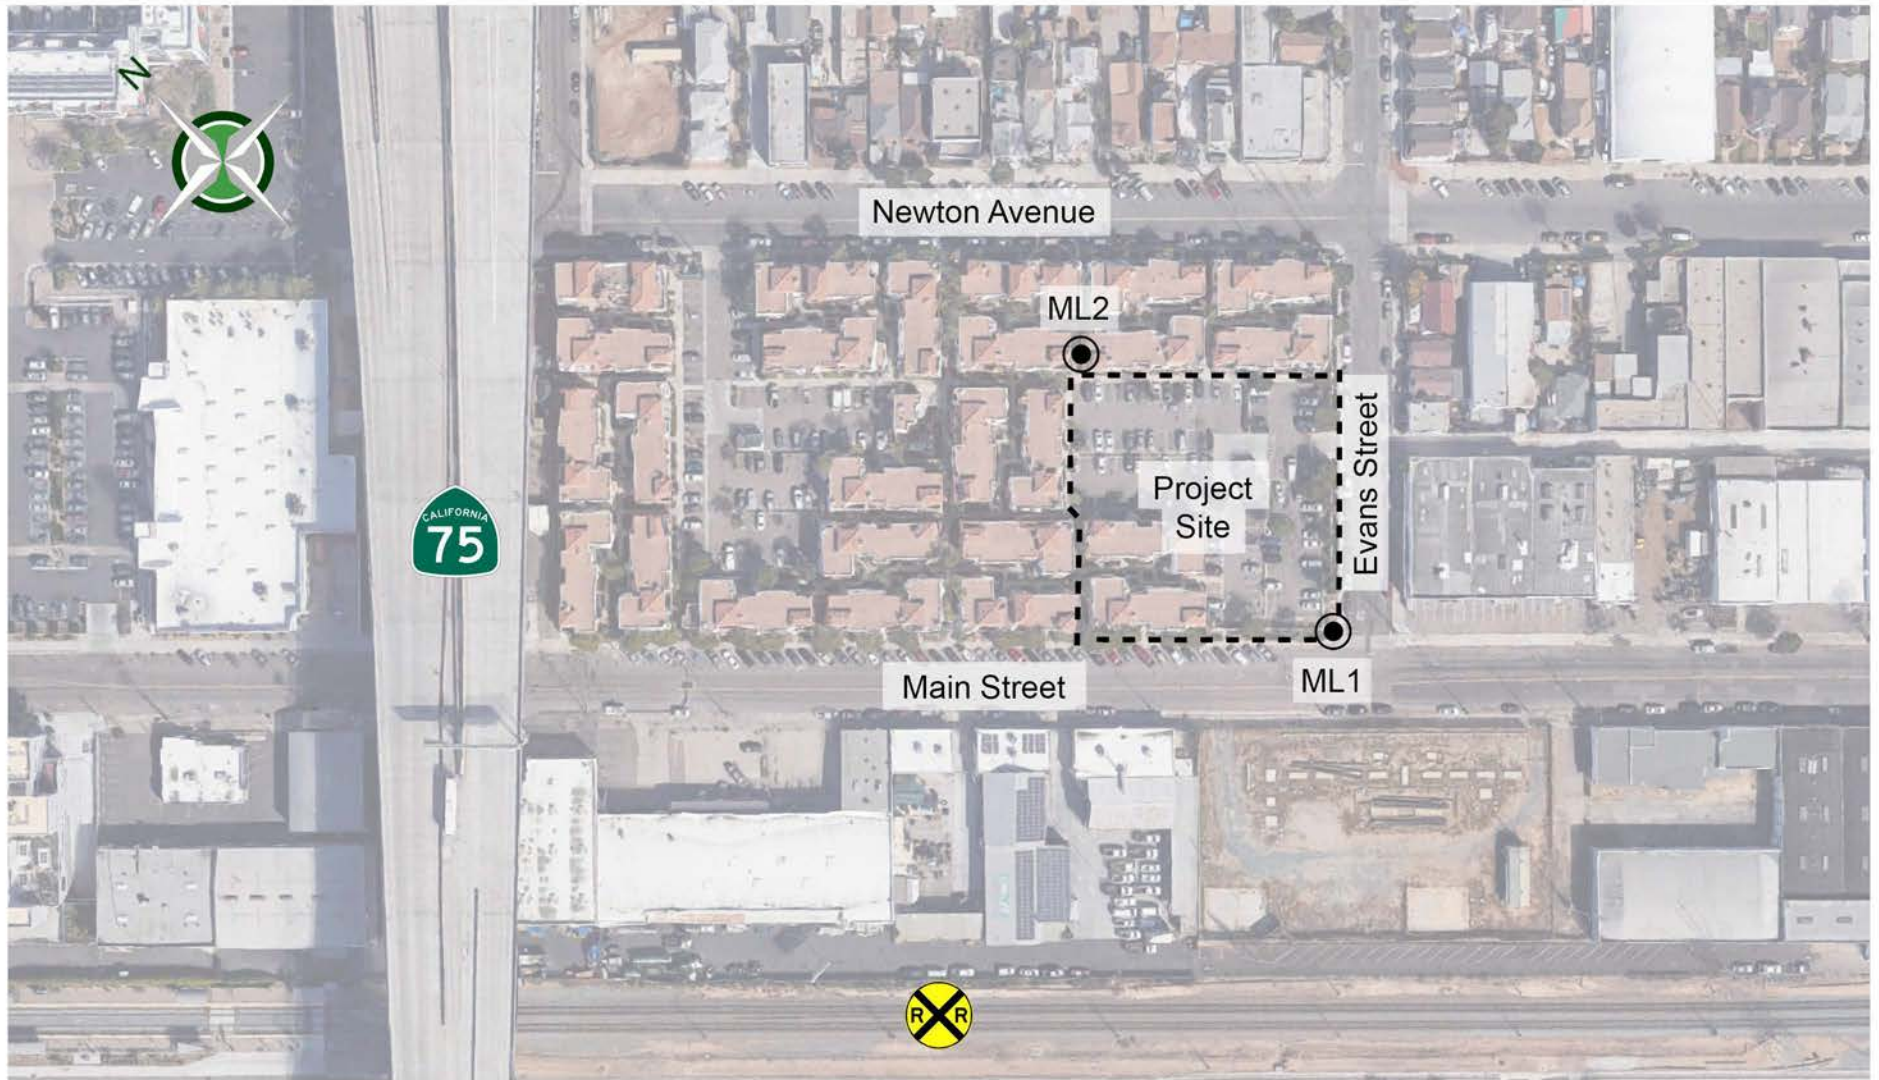 N
Newton Avenue
ML2
Project
Site
Evans Street
CALIFORNIA
75
ML1
Main Street
R R